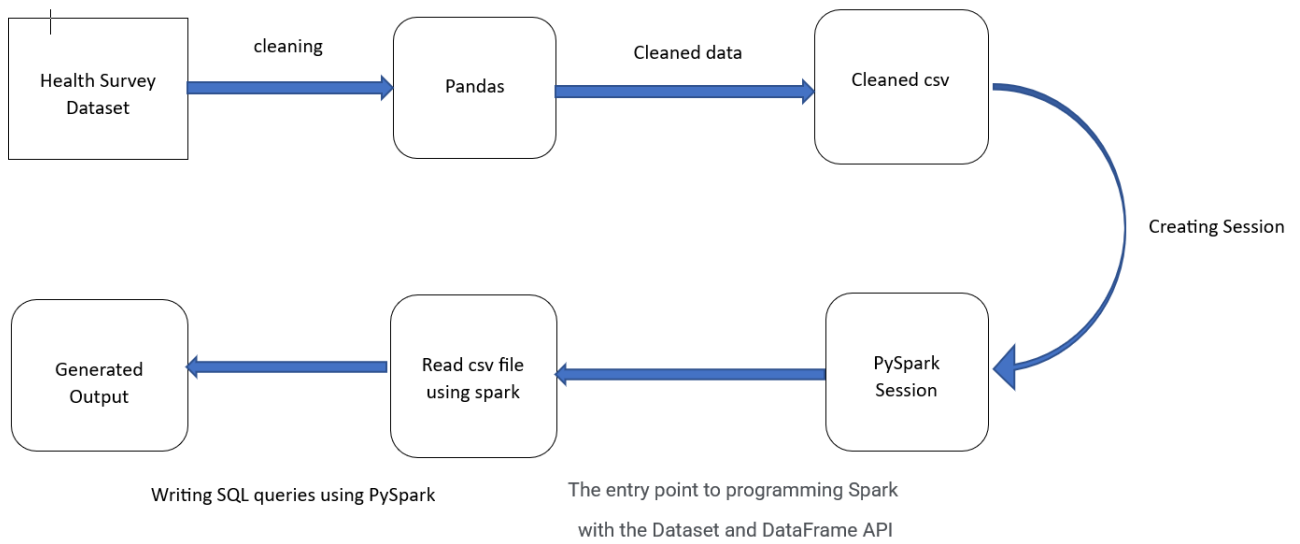 cleaning
Cleaned data
Health Survey
Dataset
Pandas
Cleaned csv
Creating Session
Generated
Output
Read csv file
using spark
PySpark
Session
Writing SQL queries using PySpark
The entry point to programming Spark
with the Dataset and DataFrame API